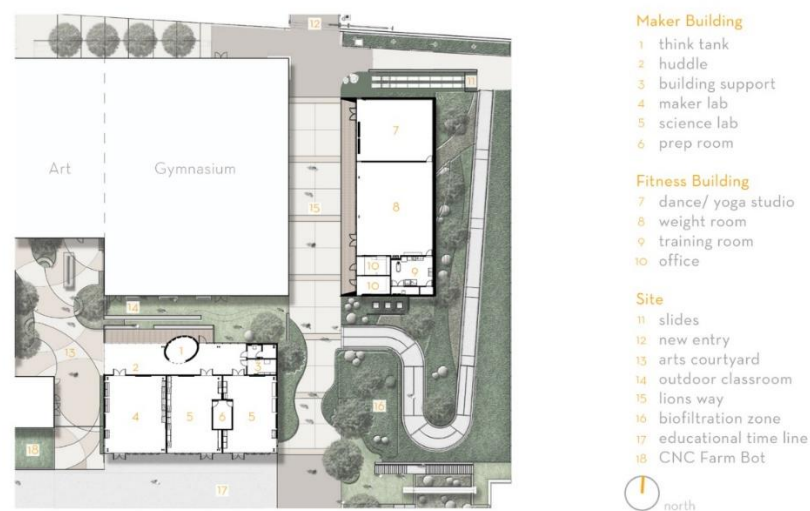 12
11
7
Art
Gymnasium
15
8
10
9
10
14
1
13
2
3
4
5
6
5
16
18
17
Maker Building
1 think tank
2 huddle
3 building support
4 maker lab
5 science lab
6 prep room
Fitness Building
7 dance/ yoga studio
8 weight room
9 training room
10 office
Site
11 slides
12 new entry
13 arts courtyard
14 outdoor classroom
15 lions way
16 biofiltration zone
17 educational time line
18 CNC Farm Bot
north